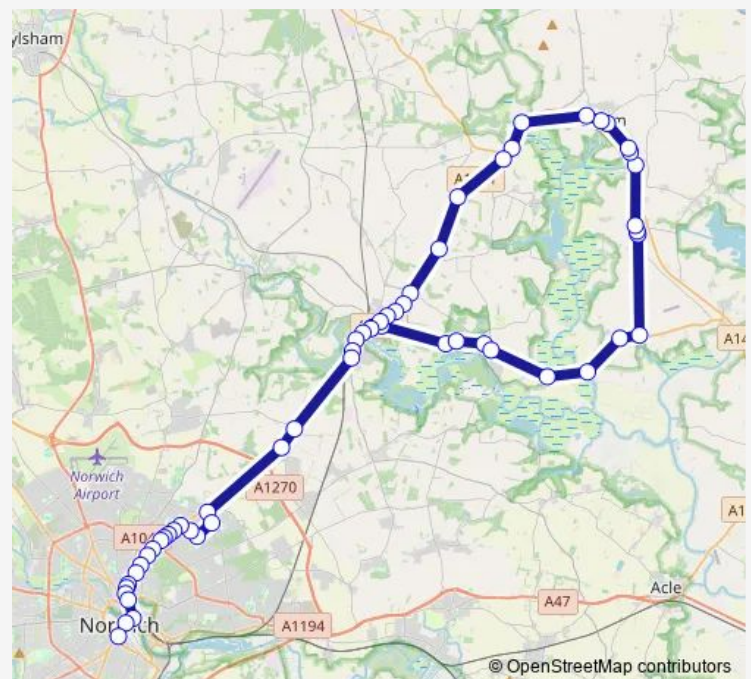 ylsham
m
Norwich
Airport
A1270
A104
A14
A1
Acle
A47
Norwich
A1194
© OpenStreetMap contributors